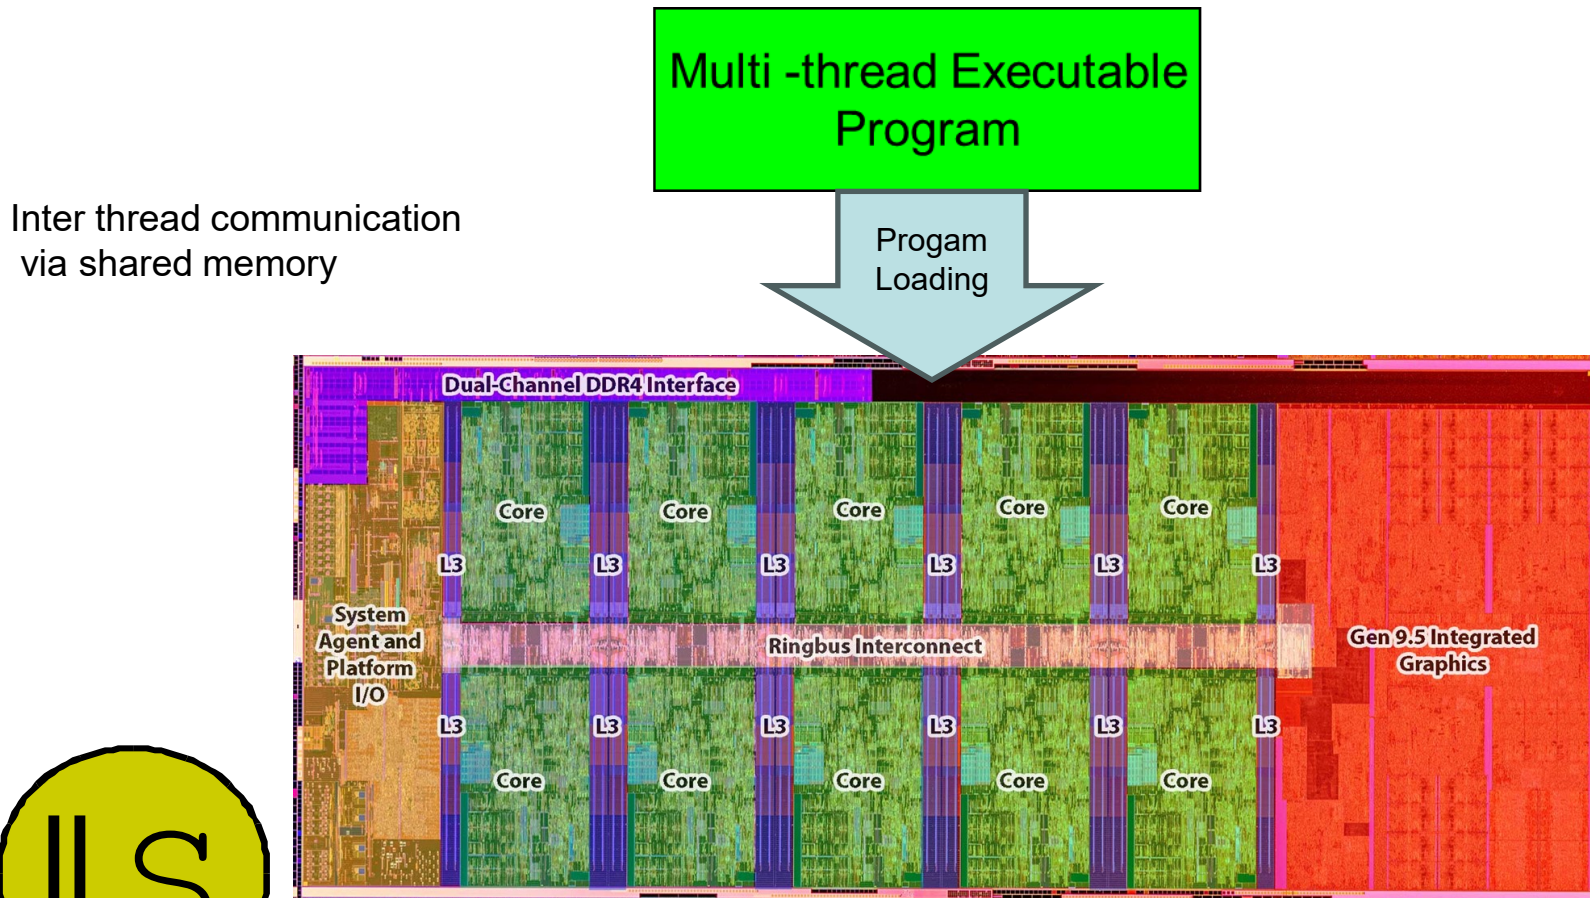 Multi -thread Executable
Program
Inter thread communication
via shared memory
Progam
Loading
Dual-Channel DDR4 Interface
Core
Core
Core
Core
Core
L3
L3
L3
L3
L3
L3
System
Agent and
Platform
I/O
Ringbus Interconnect
Gen 9.5 Integrated
Graphics
L3
L3
L3
L3
L3
L3
Core
Core
Core
Core
Core